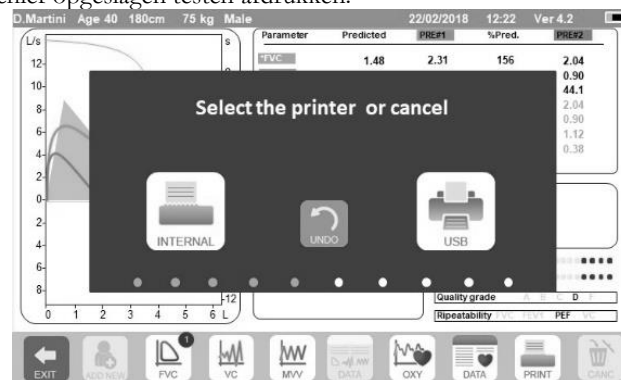 D.Martini Age 40 180cm 75 kg Male 22/02/2018 12:22 Ver 4.2
L/s s Parameter Predicted PRE#1 %Pred. PRE#2
*FVC 1.48 2.31 156 2.04
0.90
44.1
2.04
0.90
1.12
0.38
12-
10-
8-
6-
4-
2-
0
2-
4-
6-
8-
Select the printer or cancel
INTERNAL UNDO USB
-12
Quality grade A B C D F
Repeatability FVC FEV1 PEF VC
0 1 2 3 4 5 6 L
EXIT ADD NEW FVC 1 VC MVV DATA OXY DATA PRINT CANC